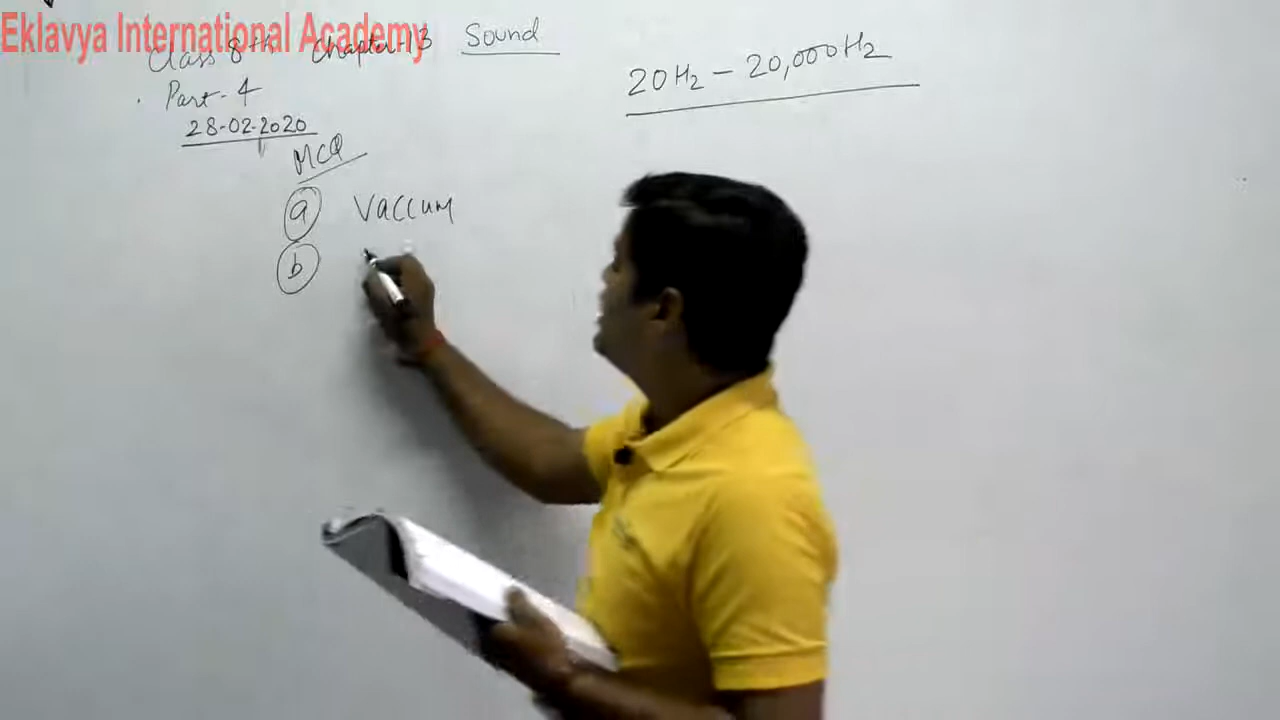 Eklavya International Academy
Class 8th Chapter-13 Sound
Part-4
28-02-2020
MCQ
a Vaccum
b
20Hz - 20,000Hz